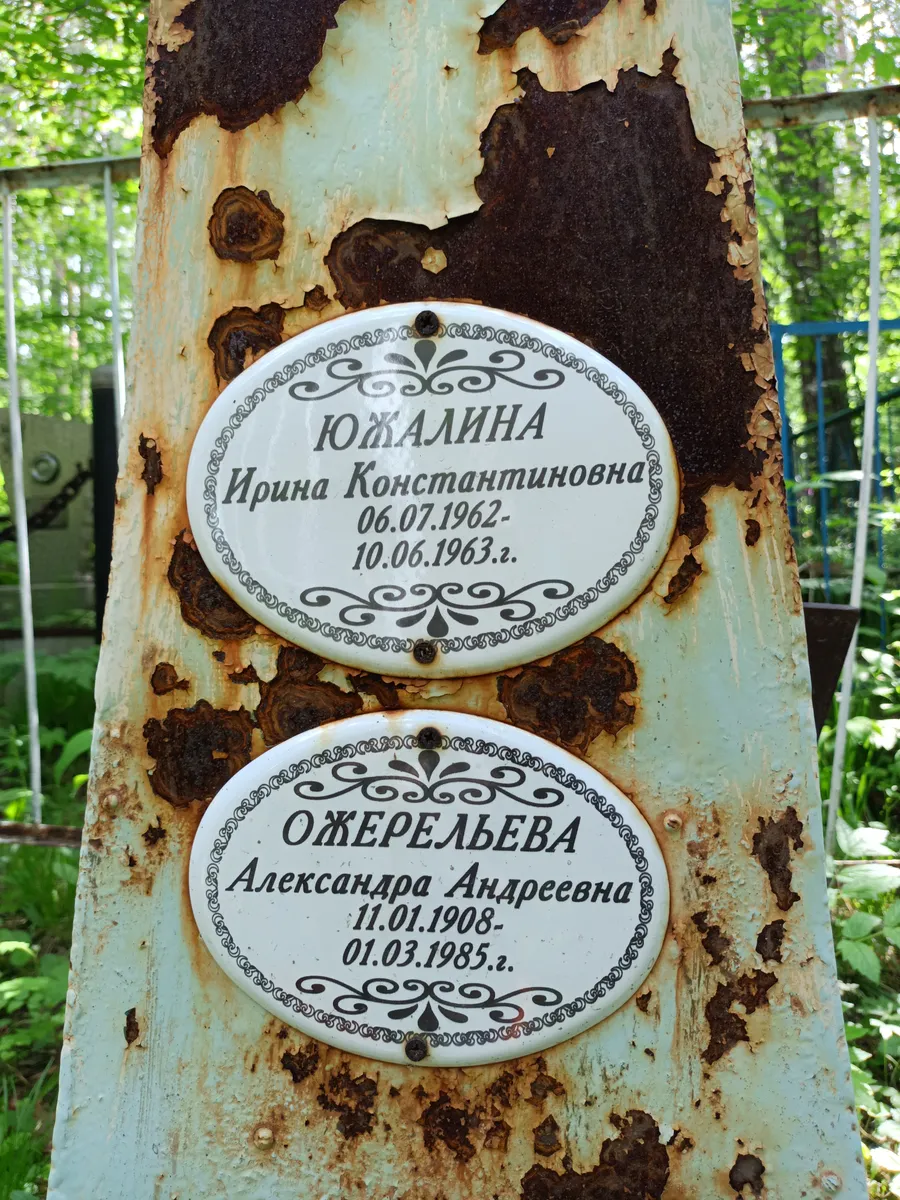 ЮЖАЛИНА
Ирина Константиновна
06.07.1962-
10.06.1963.г.
ОЖЕРЕЛЬЕВА
Александра Андреевна
11.01.1908-
01.03.1985.г.